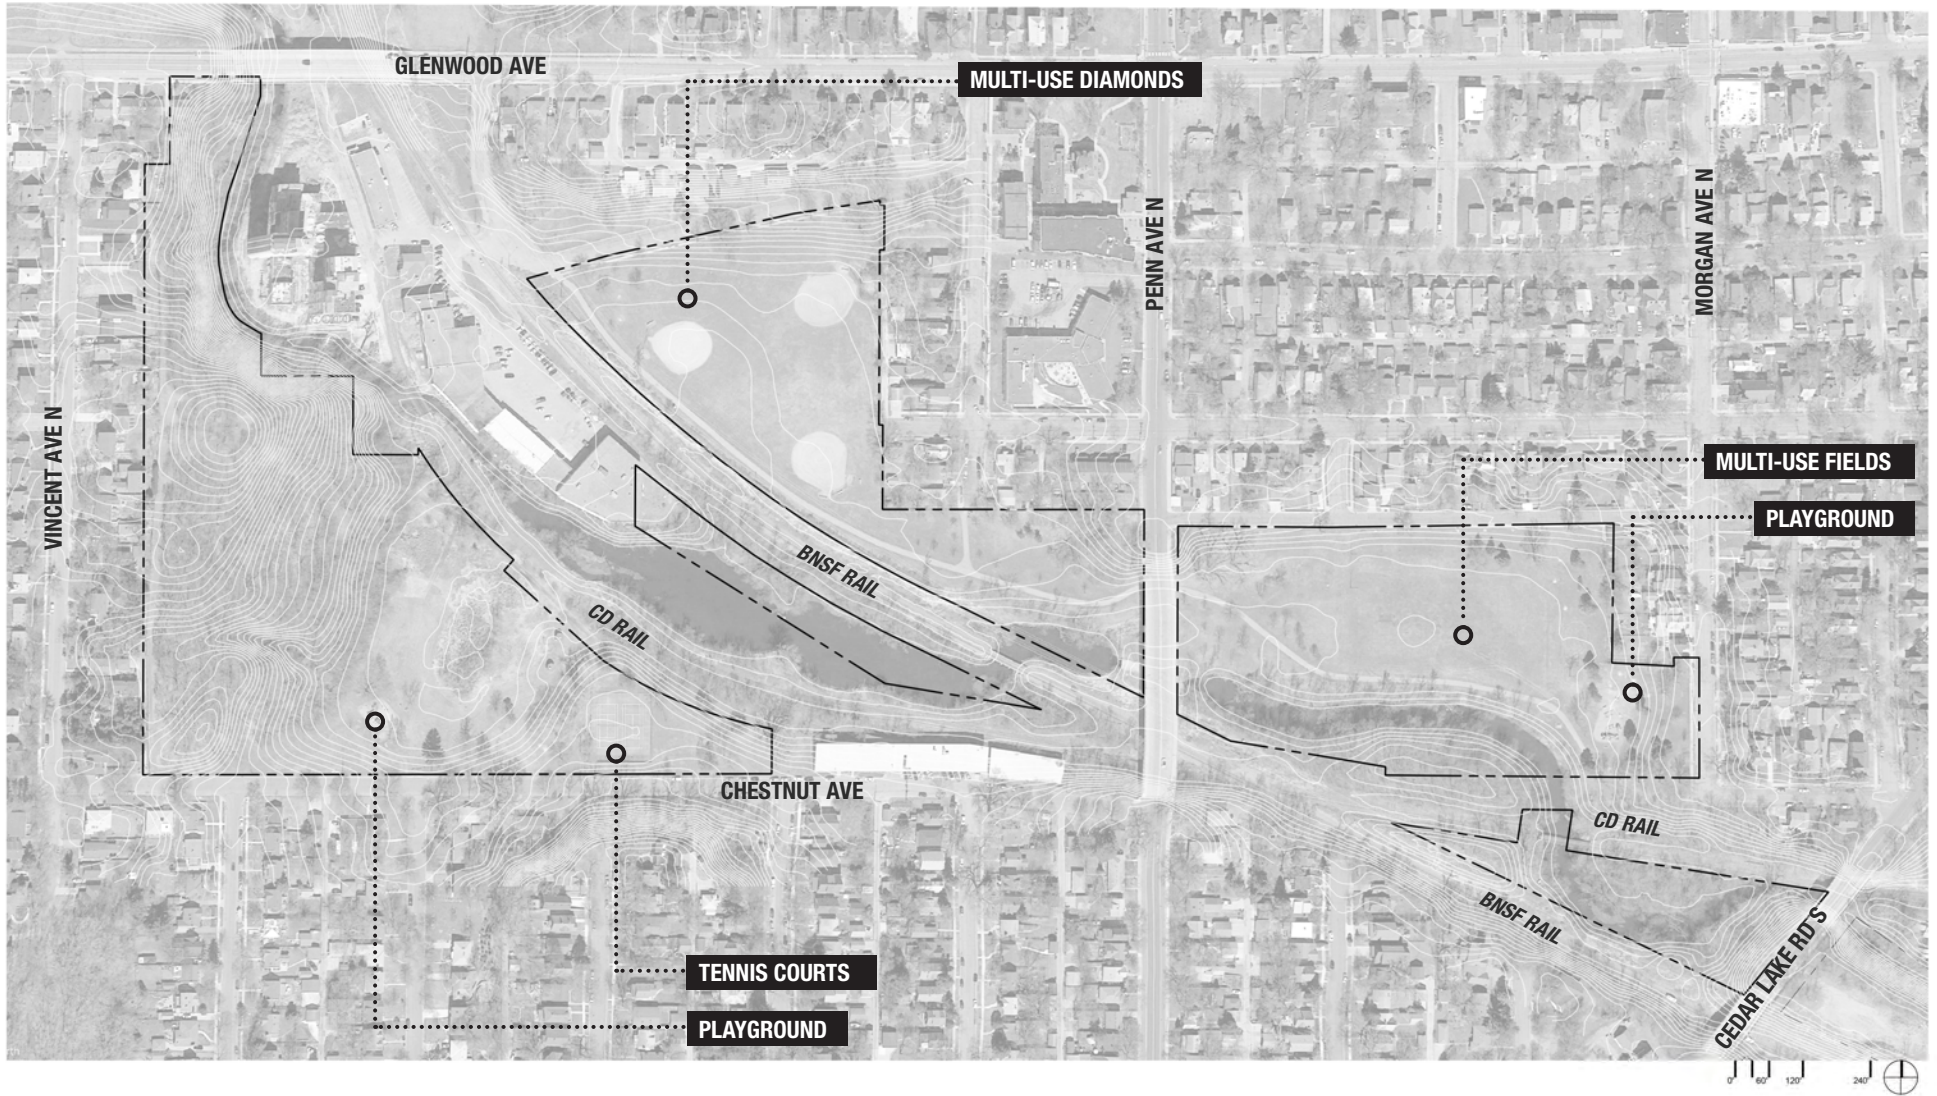 GLENWOOD AVE
MULTI-USE DIAMONDS
PENN AVE N
MORGAN AVE N
VINCENT AVE N
MULTI-USE FIELDS
PLAYGROUND
BNSF RAIL
CD RAIL
CHESTNUT AVE
CD RAIL
BNSF RAIL
CEDAR LAKE RD S
TENNIS COURTS
PLAYGROUND
0' 60' 120' 240'